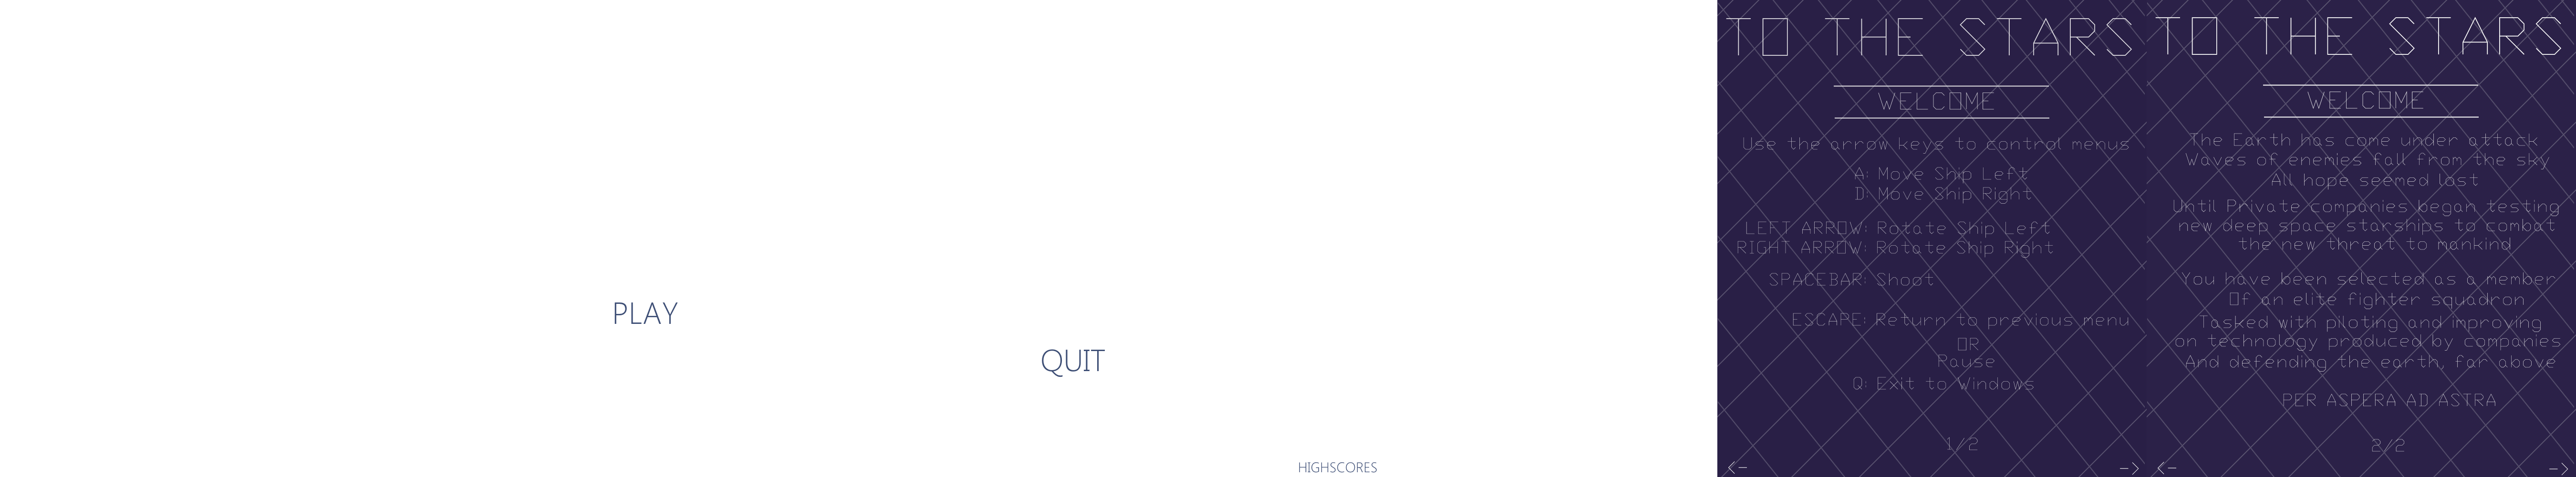 PLAY
QUIT
HIGHSCORES
TO THE STARS
WELCOME
Use the arrow keys to control menus
A: Move Ship Left
D: Move Ship Right
LEFT ARROW: Rotate Ship Left
RIGHT ARROW: Rotate Ship Right
SPACEBAR: Shoot
ESCAPE: Return to previous menu
OR
Pause
Q: Exit to Windows
1/2
<- ->
TO THE STARS
WELCOME
The Earth has come under attack
Waves of enemies fall from the sky
All hope seemed lost
Until Private companies began testing
new deep space starships to combat
the new threat to mankind
You have been selected as a member
Of an elite fighter squadron
Tasked with piloting and improving
on technology produced by companies
And defending the earth, far above
PER ASPERA AD ASTRA
2/2
<- ->